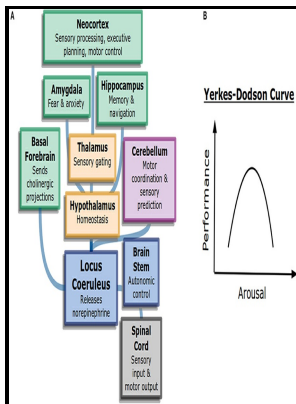 A
B
Neocortex
Sensory processing, executive
planning, motor control
Amygdala
Fear & anxiety
Hippocampus
Memory &
navigation
Basal
Forebrain
Sends
cholinergic
projections
Thalamus
Sensory gating
Cerebellum
Motor
coordination &
sensory
prediction
Hypothalamus
Homeostasis
Locus
Coeruleus
Releases
norepinephrine
Brain
Stem
Autonomic
control
Spinal
Cord
Sensory
input &
motor output
Yerkes-Dodson Curve
Performance
Arousal